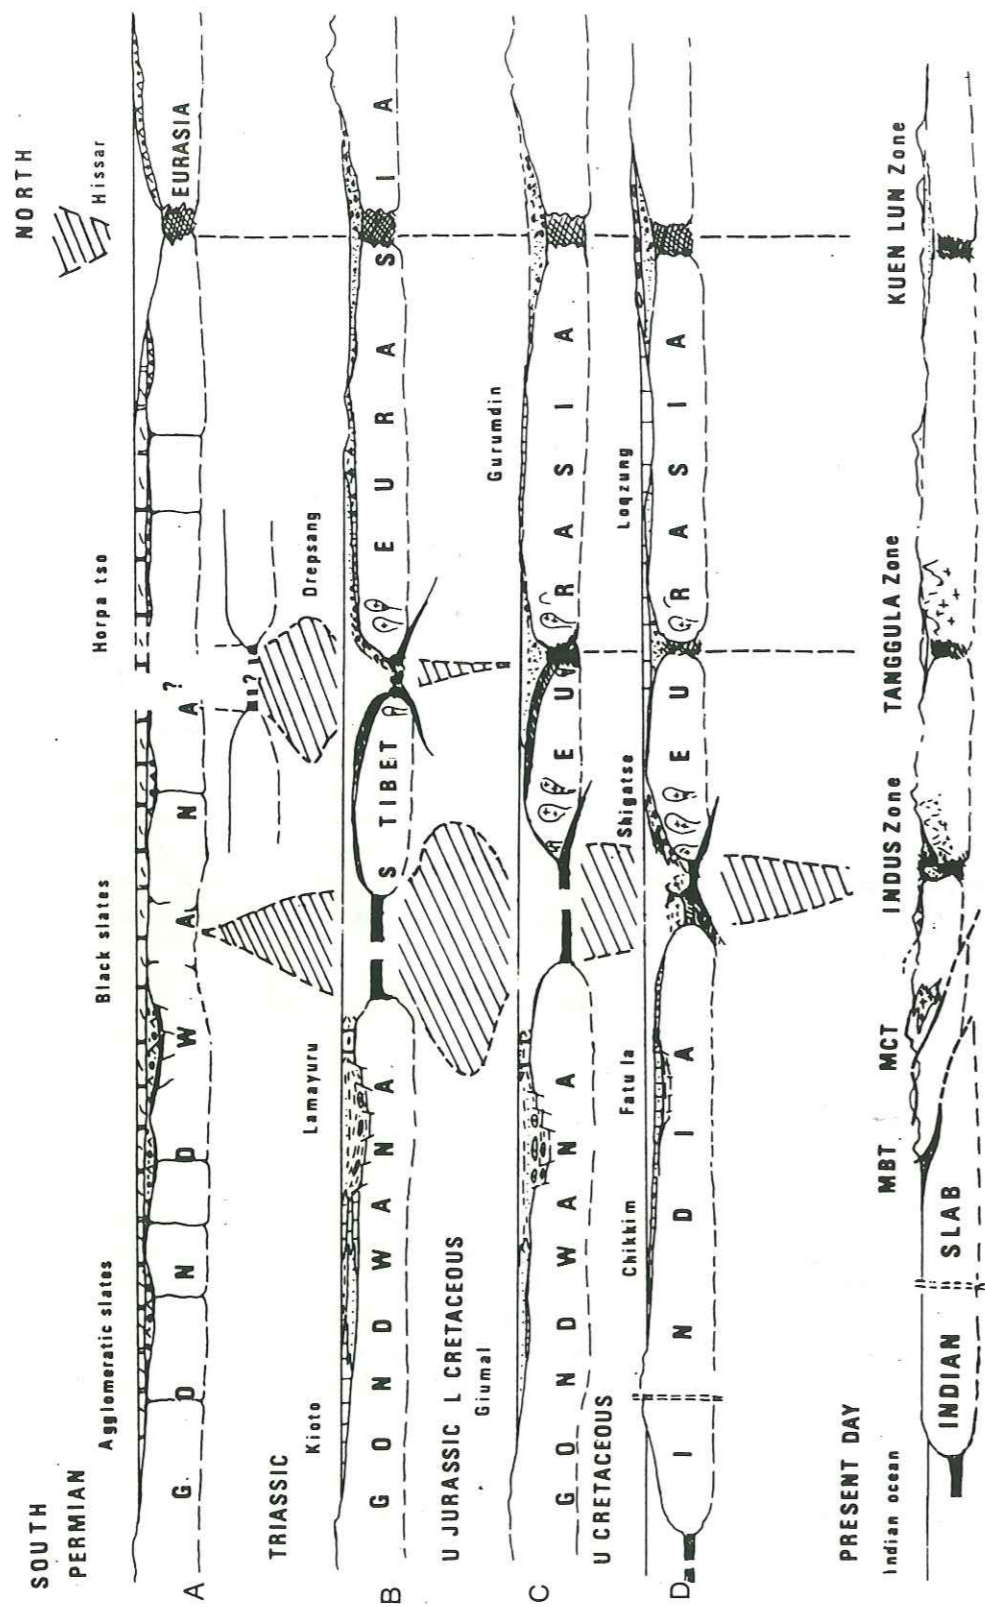 SOUTH
NORTH
PERMIAN
Agglomeratic slates
Black slates
Horpa tso
Hissar
A
GONDWANA?
EURASIA
?
TRIASSIC
Kioto
Lamayuru
Drepsang
B
GONDWANA
S TIBET
EURASIA
U JURASSIC L CRETACEOUS
Giumal
Gurumdin
C
GONDWANA
EURASIA
U CRETACEOUS
Chikkim
Fatu la
Shigatse
Loqzung
D
INDIA
EURASIA
PRESENT DAY
Indian ocean
MBT
MCT
INDUS Zone
TANGGULA Zone
KUEN LUN Zone
INDIAN SLAB